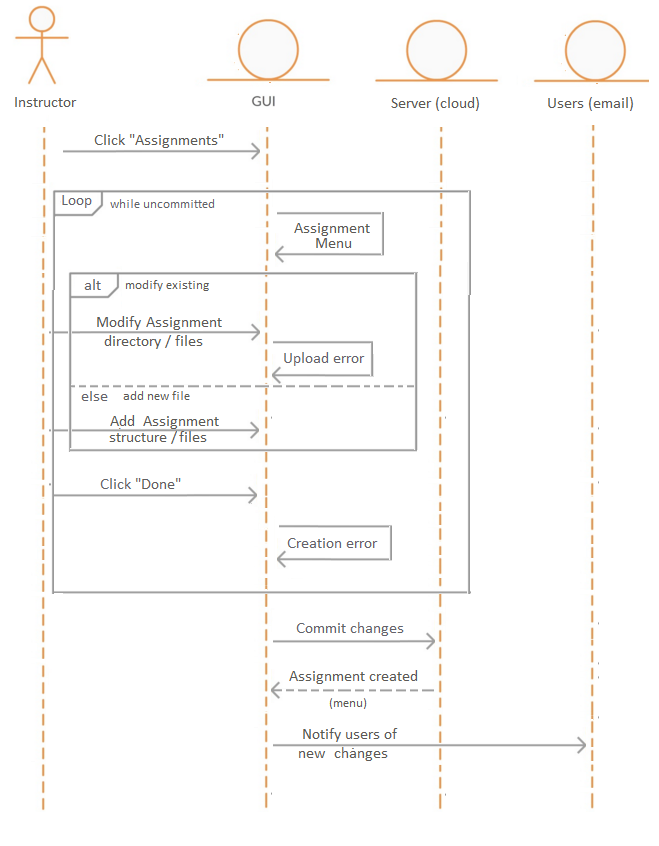 Instructor
GUI
Server (cloud)
Users (email)
Click "Assignments"
Loop
while uncommitted
Assignment
Menu
alt
modify existing
Modify Assignment
directory / files
Upload error
else
add new file
Add Assignment
structure / files
Click "Done"
Creation error
Commit changes
Assignment created
(menu)
Notify users of
new changes